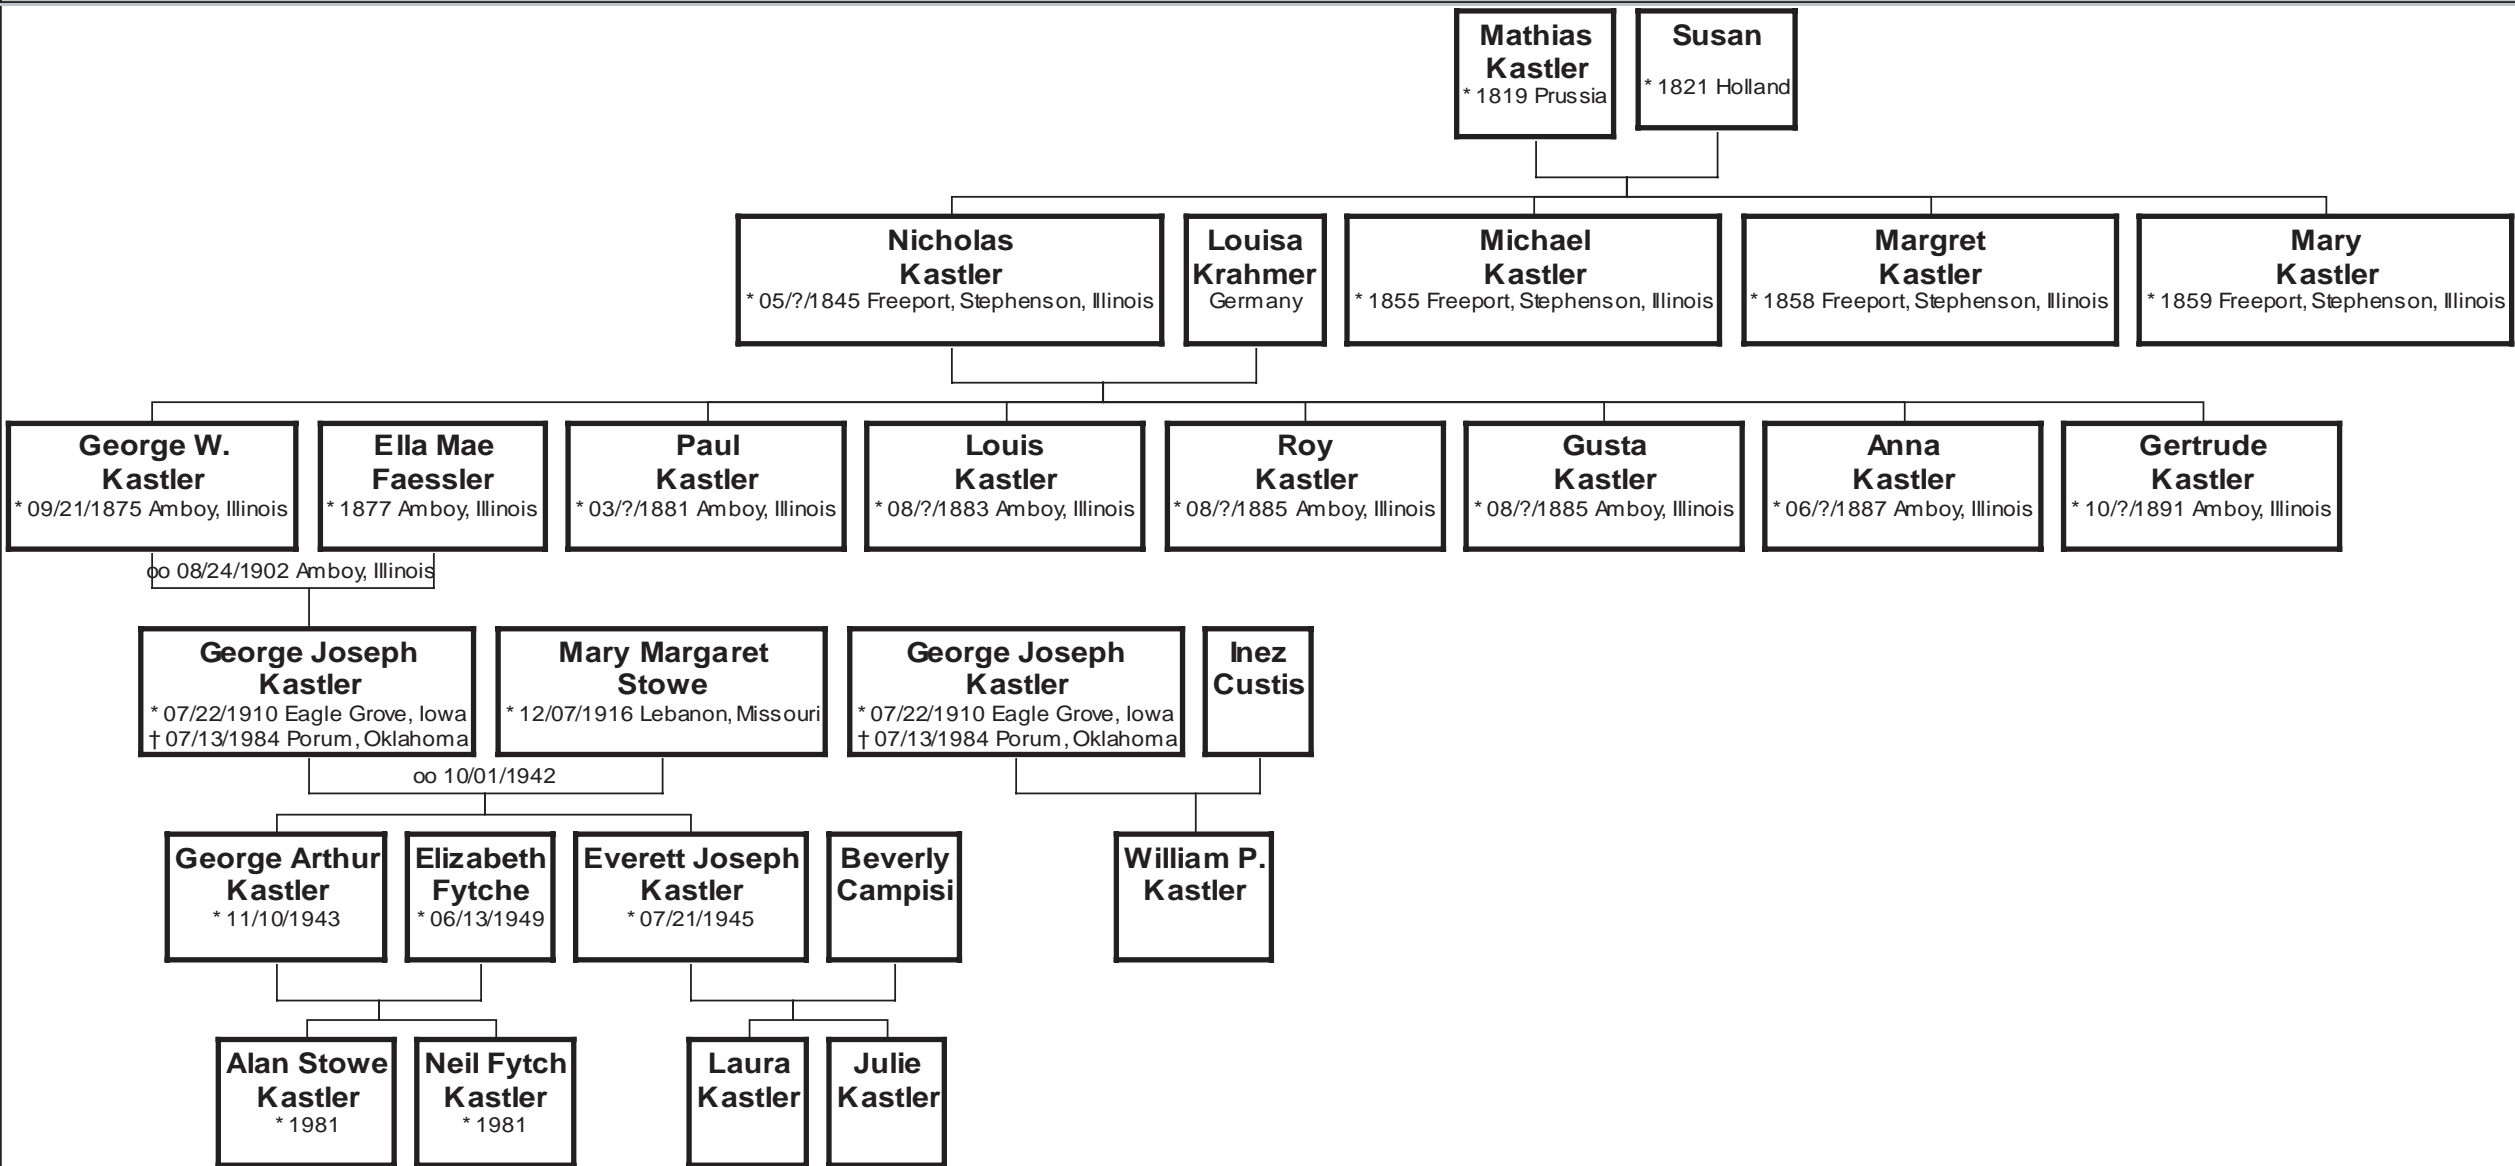 Mathias
Kastler
* 1819 Prussia
Susan
* 1821 Holland
Nicholas
Kastler
* 05/?/1845 Freeport, Stephenson, Illinois
Louisa
Krahmer
Germany
Michael
Kastler
* 1855 Freeport, Stephenson, Illinois
Margret
Kastler
* 1858 Freeport, Stephenson, Illinois
Mary
Kastler
* 1859 Freeport, Stephenson, Illinois
George W.
Kastler
* 09/21/1875 Amboy, Illinois
Ella Mae
Faessler
* 1877 Amboy, Illinois
Paul
Kastler
* 03/?/1881 Amboy, Illinois
Louis
Kastler
* 08/?/1883 Amboy, Illinois
Roy
Kastler
* 08/?/1885 Amboy, Illinois
Gusta
Kastler
* 08/?/1885 Amboy, Illinois
Anna
Kastler
* 06/?/1887 Amboy, Illinois
Gertrude
Kastler
* 10/?/1891 Amboy, Illinois
oo 08/24/1902 Amboy, Illinois
George Joseph
Kastler
* 07/22/1910 Eagle Grove, Iowa
† 07/13/1984 Porum, Oklahoma
Mary Margaret
Stowe
* 12/07/1916 Lebanon, Missouri
George Joseph
Kastler
* 07/22/1910 Eagle Grove, Iowa
† 07/13/1984 Porum, Oklahoma
Inez
Custis
oo 10/01/1942
George Arthur
Kastler
* 11/10/1943
Elizabeth
Fytche
* 06/13/1949
Everett Joseph
Kastler
* 07/21/1945
Beverly
Campisi
William P.
Kastler
Alan Stowe
Kastler
* 1981
Neil Fytch
Kastler
* 1981
Laura
Kastler
Julie
Kastler